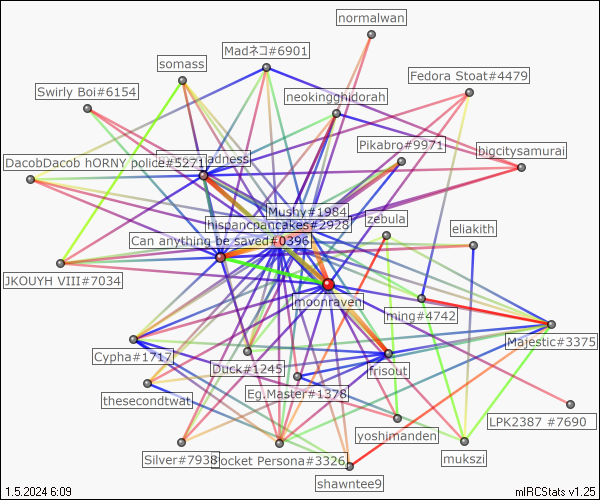 normalwan
Madネコ#6901
somass
Fedora Stoat#4479
Swirly Boi#6154
neokingghidorah
Pikabro#9971
bigcitysamurai
DacobDacob hORNY police#5271
adness
Mushy#1984
zebula
hispancpancakes#2928
eliakith
Can anything be saved#0396
JKOUYH VIII#7034
moonraven
ming#4742
Majestic#3375
Cypha#1717
Duck#1245
frisout
thesecondtwat
Eg.Master#1378
LPK2387 #7690
yoshimanden
Silver#7938
ocket Persona#3326
mukszi
shawntee9
1.5.2024 6:09
mIRCStats v1.25